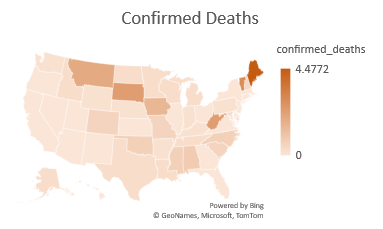 Confirmed Deaths
confirmed_deaths
4.4772
0
Powered by Bing
© GeoNames, Microsoft, TomTom